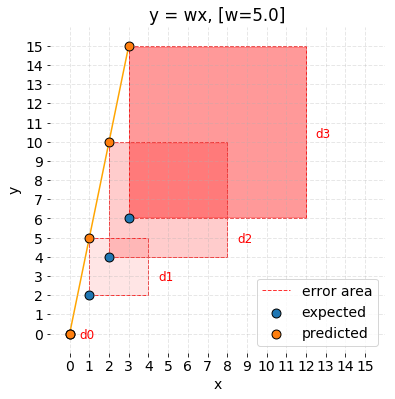 y = wx, [w=5.0]
15
14
13
12
11
10
9
8
7
6
5
4
3
2
1
0
y
d3
d2
d1
d0
error area
expected
predicted
0 1 2 3 4 5 6 7 8 9 10 11 12 13 14 15
x